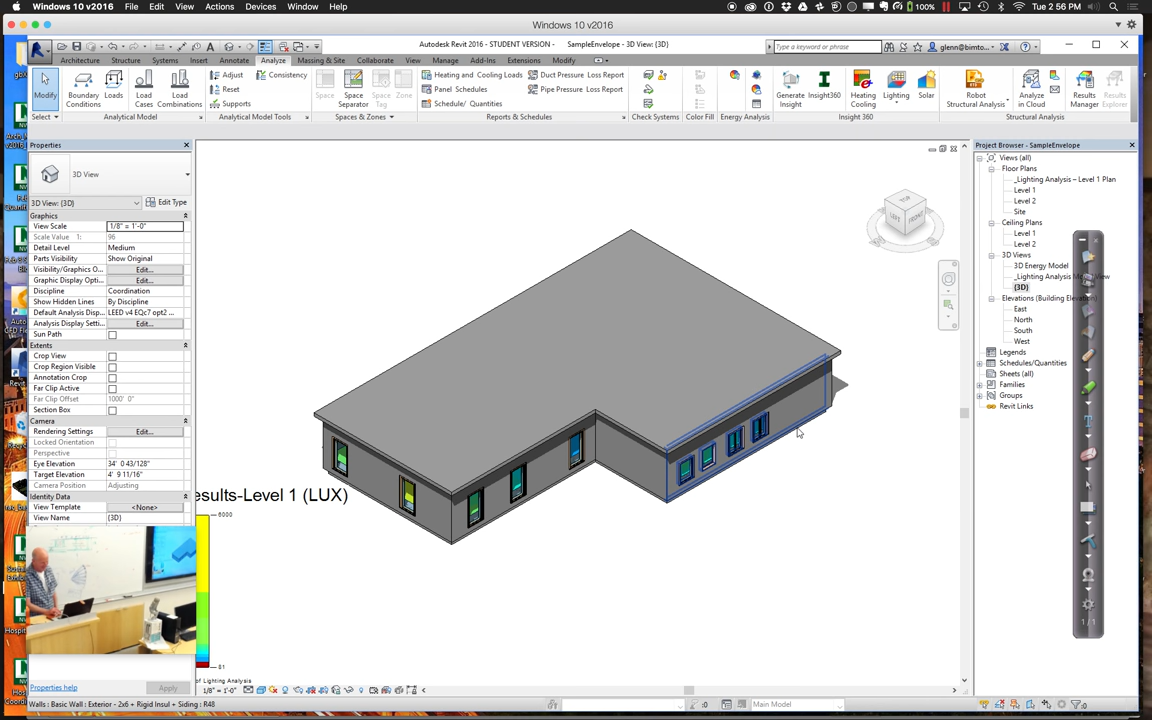 Windows 10 v2016 File Edit View Actions Devices Window Help 100% Tue 2 56 PM
Windows 10 v2016
Autodesk Revit 2016 - STUDENT VERSION - SampleEnvelope - 3D View: {3D}
Type a keyword or phrase
glenn@bimto...
Architecture Structure Systems Insert Annotate Analyze Massing & Site Collaborate View Manage Add-Ins Extensions Modify
Modify
Boundary Conditions
Loads
Load Cases
Load Combinations
Adjust
Reset
Supports
Consistency
Space
Space Separator
Space Tag
Zone
Heating and Cooling Loads
Panel Schedules
Schedule/ Quantities
Duct Pressure Loss Report
Pipe Pressure Loss Report
Generate Insight
Insight360
Heating Cooling
Lighting
Solar
Robot Structural Analysis
Analyze in Cloud
Results Manager
Results Explorer
Select Analytical Model Analytical Model Tools Spaces & Zones Reports & Schedules Check Systems Color Fill Energy Analysis Insight 360 Structural Analysis
Properties
3D View
3D View: {3D} Edit Type
Graphics
View Scale 1/8" = 1'-0"
Scale Value 1: 96
Detail Level Medium
Parts Visibility Show Original
Visibility/Graphics O... Edit...
Graphic Display Opti... Edit...
Discipline Coordination
Show Hidden Lines By Discipline
Default Analysis Disp... LEED v4 EQc7 opt2 ...
Analysis Display Setti... Edit...
Sun Path
Extents
Crop View
Crop Region Visible
Annotation Crop
Far Clip Active
Far Clip Offset 1000' 0"
Section Box
Camera
Rendering Settings Edit...
Locked Orientation
Perspective
Eye Elevation 34' 0 43/128"
Target Elevation 4' 9 11/16"
Camera Position Adjusting
Identity Data
View Template <None>
View Name {3D}
Properties help Apply
esults-Level 1 (LUX)
6000
81
of Lighting Analysis
TOP
LEFT
FRONT
Project Browser - SampleEnvelope
Views (all)
Floor Plans
_Lighting Analysis – Level 1 Plan
Level 1
Level 2
Site
Ceiling Plans
Level 1
Level 2
3D Views
3D Energy Model
_Lighting Analysis
{3D}
Elevations (Building Elevation)
East
North
South
West
Legends
Schedules/Quantities
Sheets (all)
Families
Groups
Revit Links
1 / 1
1/8" = 1'-0"
Walls : Basic Wall : Exterior - 2x6 + Rigid Insul + Siding : R48
:0 Main Model :0